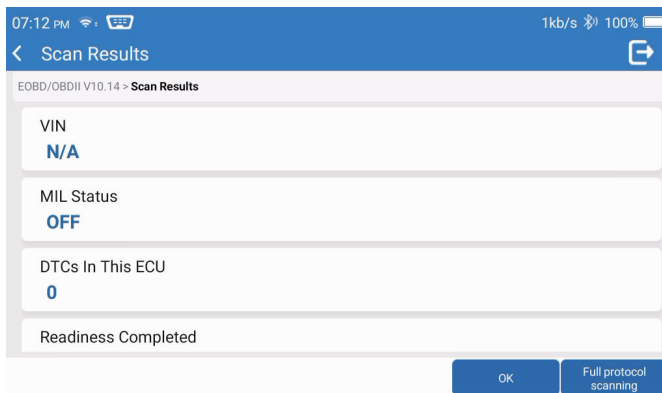 07:12 PM 1kb/s 100%
Scan Results
EOBD/OBDII V10.14 > Scan Results
VIN
N/A
MIL Status
OFF
DTCs In This ECU
0
Readiness Completed
OK
Full protocol
scanning